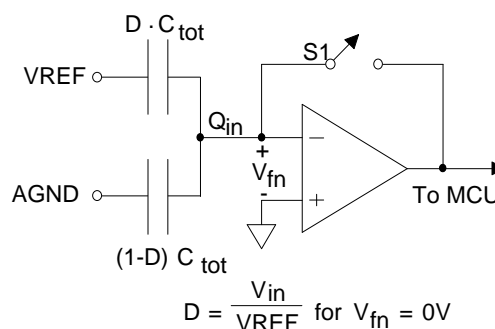 D · C tot
S1
VREF
Q in
−
+
V fn
-
+
AGND
To MCU
(1-D) C tot
D = V in / VREF for V fn = 0V